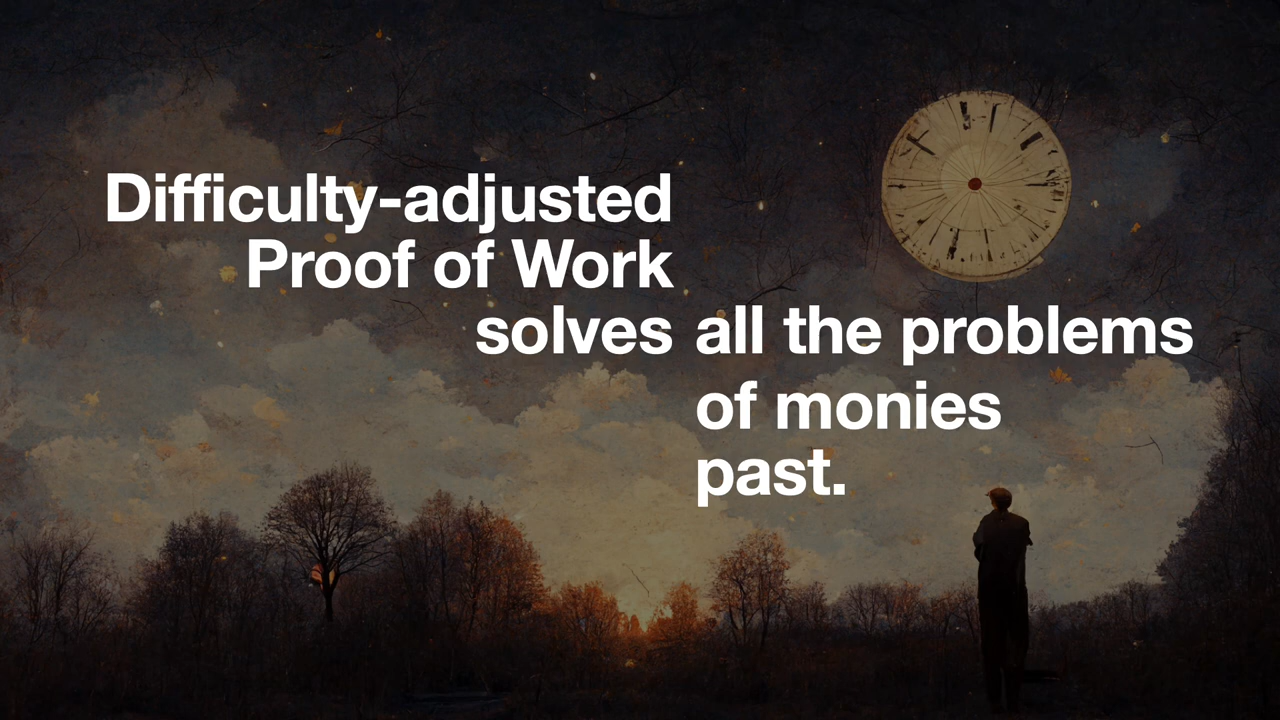 Difficulty-adjusted
Proof of Work
solves all the problems
of monies
past.